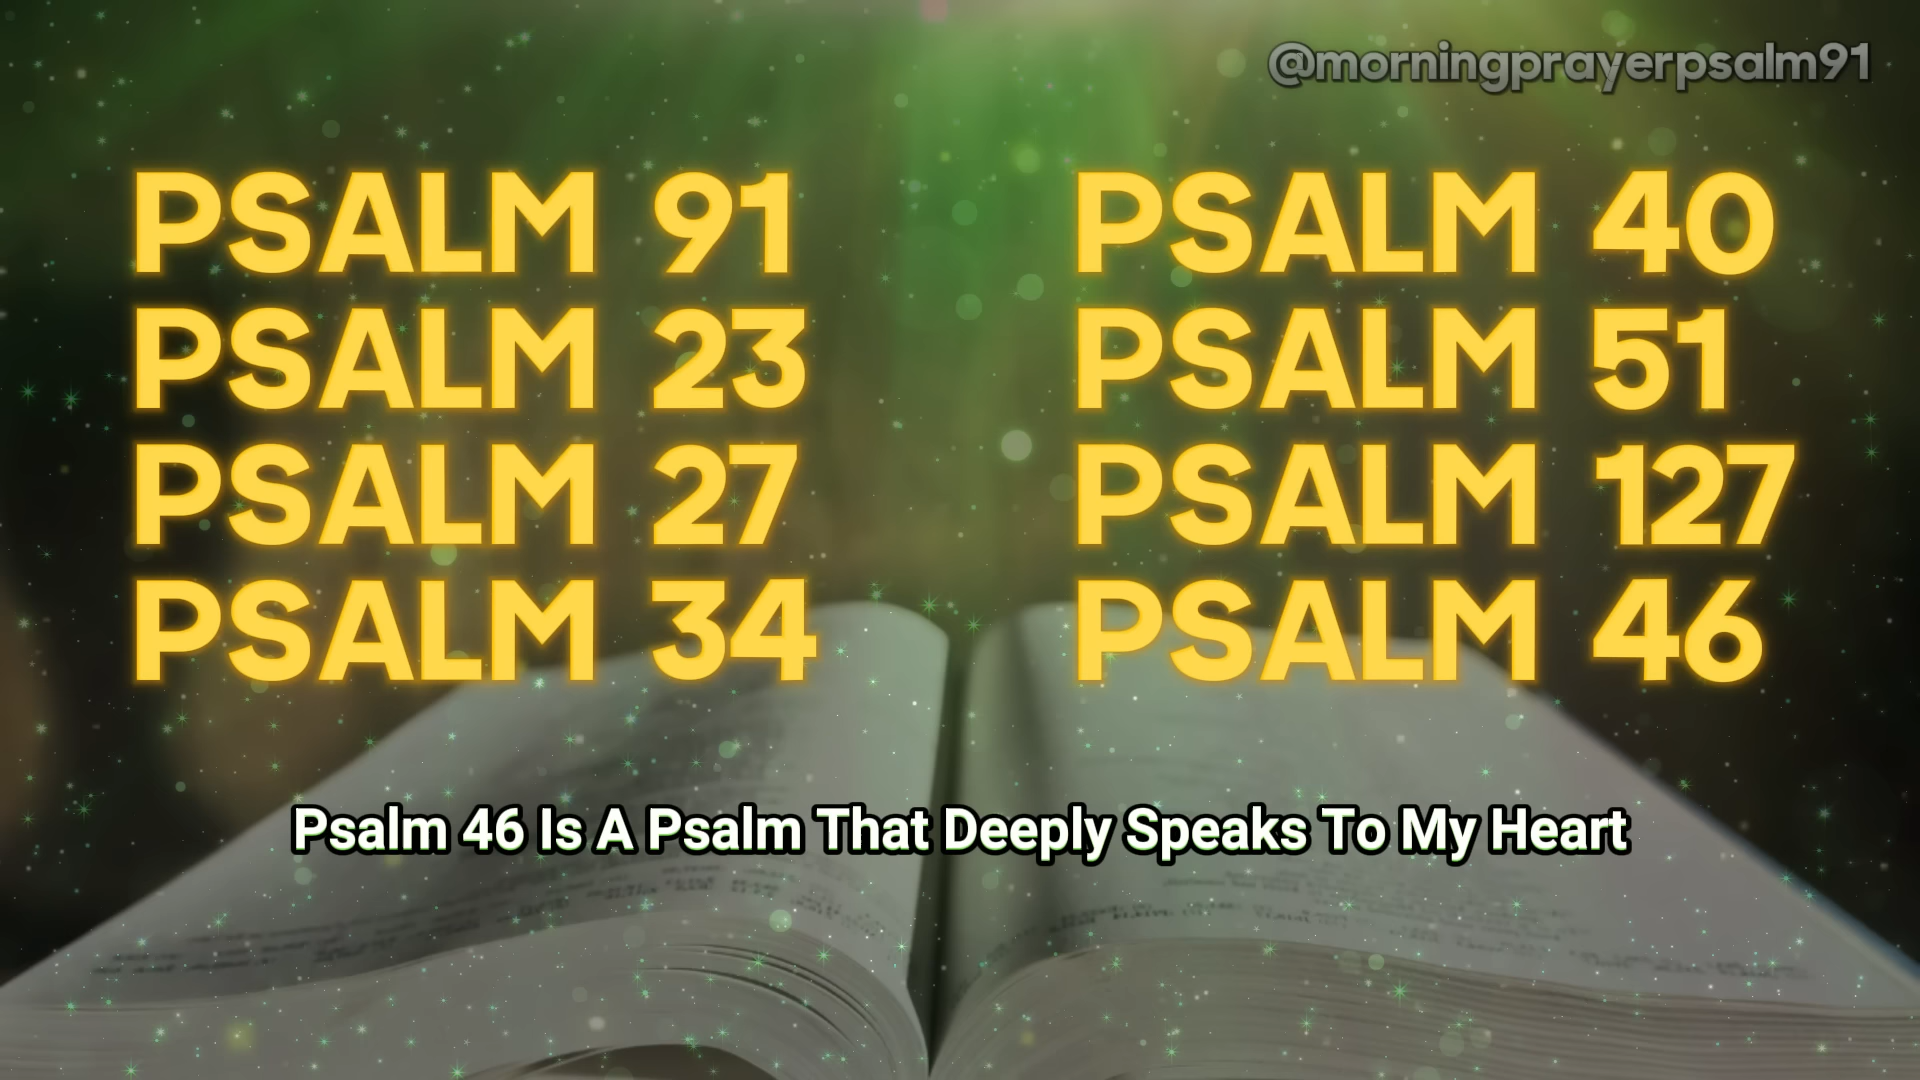 @morningprayerpsalm91
PSALM 91
PSALM 23
PSALM 27
PSALM 34
PSALM 40
PSALM 51
PSALM 127
PSALM 46
Psalm 46 Is A Psalm That Deeply Speaks To My Heart